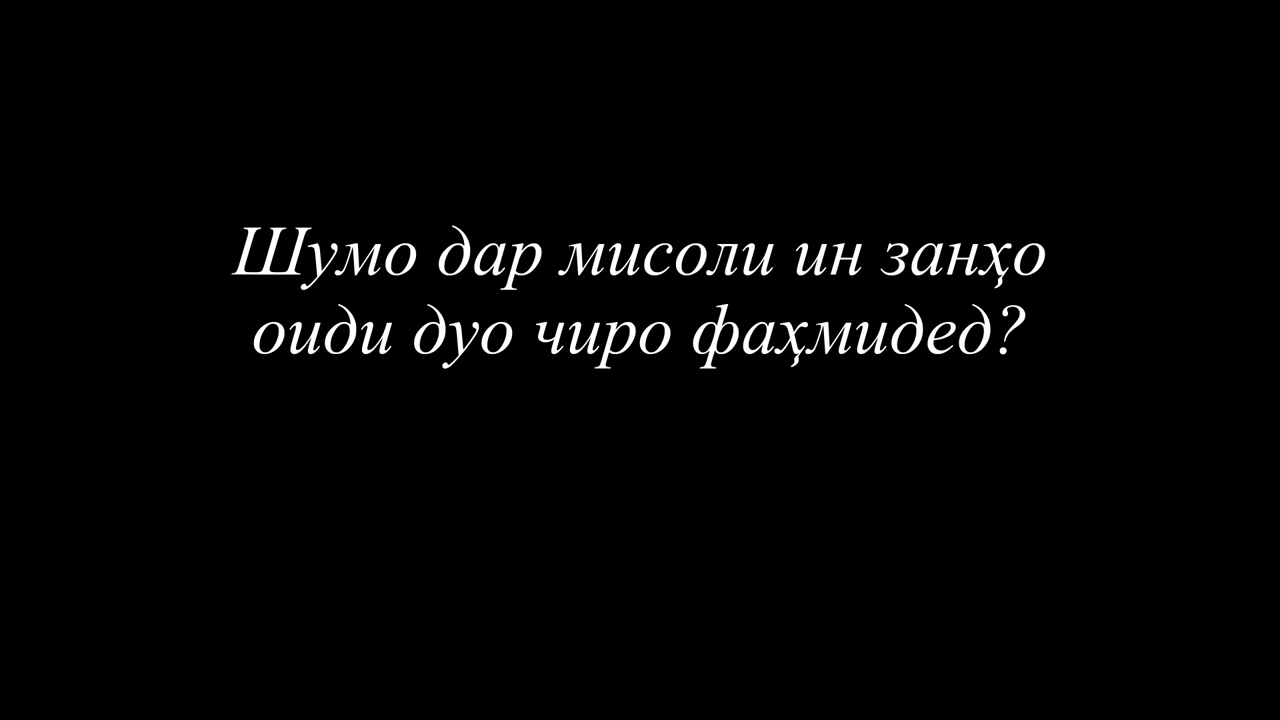 Шумо дар мисоли ин занҳо
оиди дуо чиро фаҳмидед?